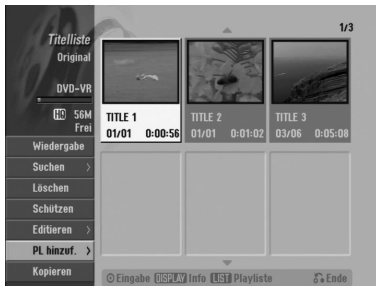 Titelliste
1/3
Original
DVD-VR
HQ 56M
Frei
TITLE 1
01/01 0:00:56
TITLE 2
01/01 0:01:02
TITLE 3
03/06 0:05:08
Wiedergabe
Suchen >
Löschen
Schützen
Editieren >
PL hinzuf. >
Kopieren
Eingabe DISPLAY Info LIST Playliste Ende